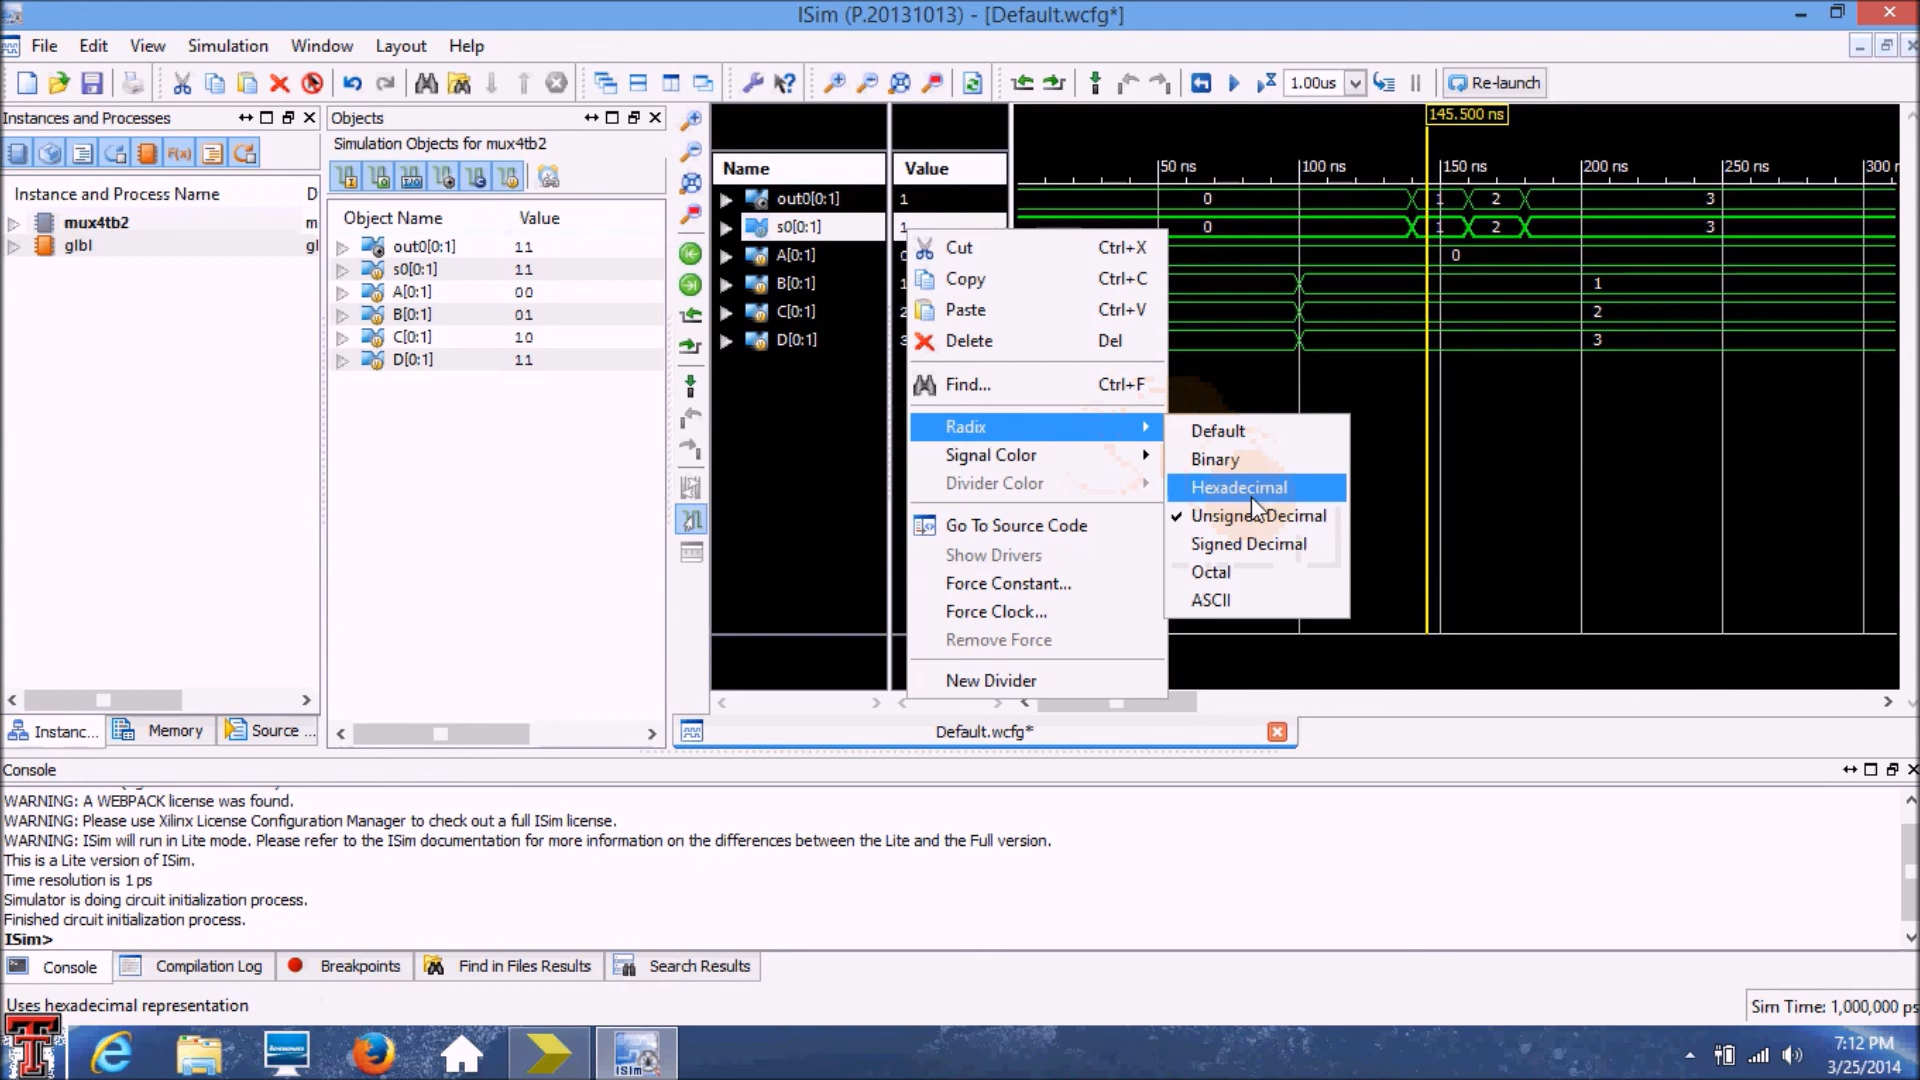 ISim (P.20131013) - [Default.wcfg*]
File Edit View Simulation Window Layout Help
1.00us
Re-launch
Instances and Processes
Instance and Process Name D
mux4tb2 m
glbl gl
Instanc... Memory Source ...
Objects
Simulation Objects for mux4tb2
Object Name Value
out0[0:1] 11
s0[0:1] 11
A[0:1] 00
B[0:1] 01
C[0:1] 10
D[0:1] 11
Name Value
out0[0:1] 1
s0[0:1] 1
A[0:1]
B[0:1] 1
C[0:1] 2
D[0:1] 3
145.500 ns
50 ns 100 ns 150 ns 200 ns 250 ns 300 n
0 1 2 3
0 1 2 3
0
1
2
3
Cut Ctrl+X
Copy Ctrl+C
Paste Ctrl+V
Delete Del
Find... Ctrl+F
Radix
Signal Color
Divider Color
Go To Source Code
Show Drivers
Force Constant...
Force Clock...
Remove Force
New Divider
Default
Binary
Hexadecimal
Unsigned Decimal
Signed Decimal
Octal
ASCII
Default.wcfg*
Console
WARNING: A WEBPACK license was found.
WARNING: Please use Xilinx License Configuration Manager to check out a full ISim license.
WARNING: ISim will run in Lite mode. Please refer to the ISim documentation for more information on the differences between the Lite and the Full version.
This is a Lite version of ISim.
Time resolution is 1 ps
Simulator is doing circuit initialization process.
Finished circuit initialization process.
ISim>
Console Compilation Log Breakpoints Find in Files Results Search Results
Uses hexadecimal representation
Sim Time: 1,000,000 ps
7:12 PM
3/25/2014